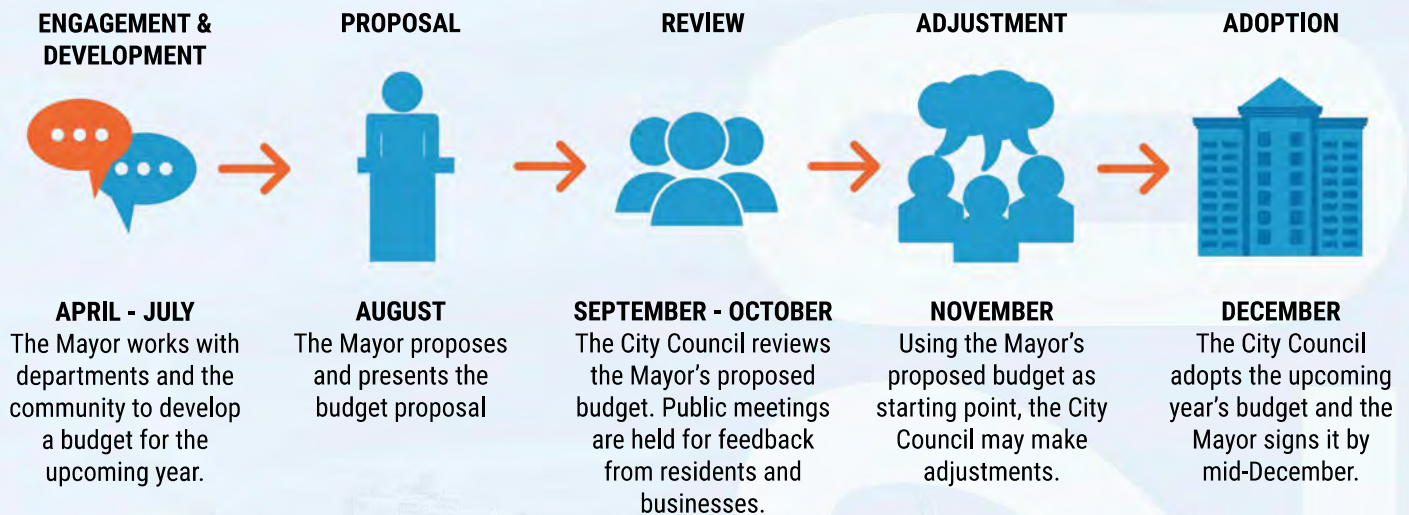 ENGAGEMENT &
DEVELOPMENT
PROPOSAL
REVIEW
ADJUSTMENT
ADOPTION
APRIL - JULY
The Mayor works with
departments and the
community to develop
a budget for the
upcoming year.
AUGUST
The Mayor proposes
and presents the
budget proposal
SEPTEMBER - OCTOBER
The City Council reviews
the Mayor's proposed
budget. Public meetings
are held for feedback
from residents and
businesses.
NOVEMBER
Using the Mayor's
proposed budget as
starting point, the City
Council may make
adjustments.
DECEMBER
The City Council
adopts the upcoming
year's budget and the
Mayor signs it by
mid-December.